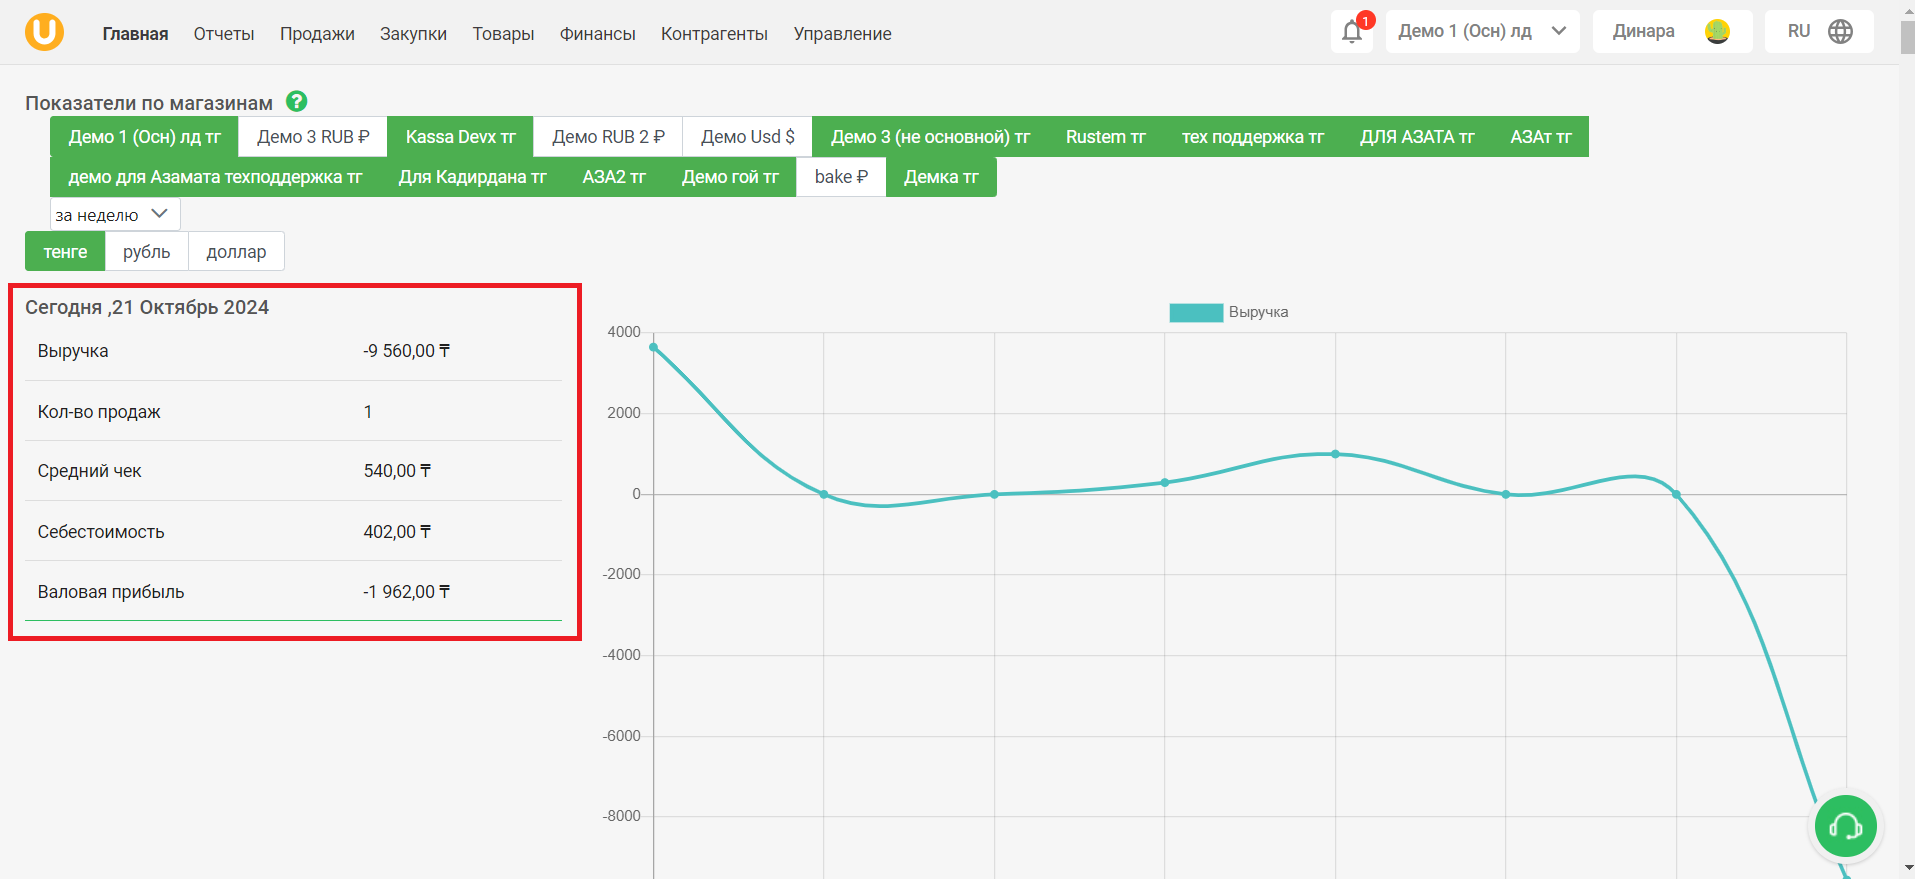 Главная Отчеты Продажи Закупки Товары Финансы Контрагенты Управление 1 Демо 1 (Осн) лд Динара RU
Показатели по магазинам ?
Демо 1 (Осн) лд тг Демо 3 RUB ₽ Kassa Devx тг Демо RUB 2 ₽ Демо Usd $ Демо 3 (не основной) тг Rustem тг тех поддержка тг ДЛЯ АЗАТА тг АЗАт тг
демо для Азамата техподдержка тг Для Кадирдана тг АЗА2 тг Демо гой тг bake ₽ Демка тг
за неделю
тенге рубль доллар
Сегодня ,21 Октябрь 2024
Выручка -9 560,00 ₸
Кол-во продаж 1
Средний чек 540,00 ₸
Себестоимость 402,00 ₸
Валовая прибыль -1 962,00 ₸
Выручка
4000
2000
0
-2000
-4000
-6000
-8000